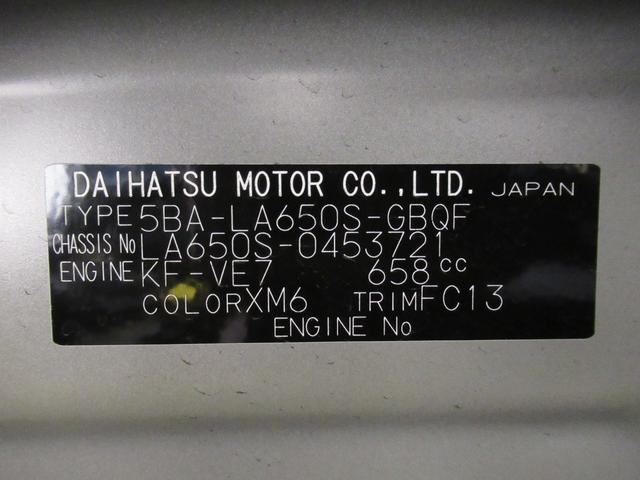 DAIHATSU MOTOR CO.,LTD. JAPAN
TYPE 5BA-LA650S-GBQF
CHASSIS No LA650S-0453721
ENGINE KF-VE7 658cc
COLOR XM6 TRIM FC13
ENGINE No